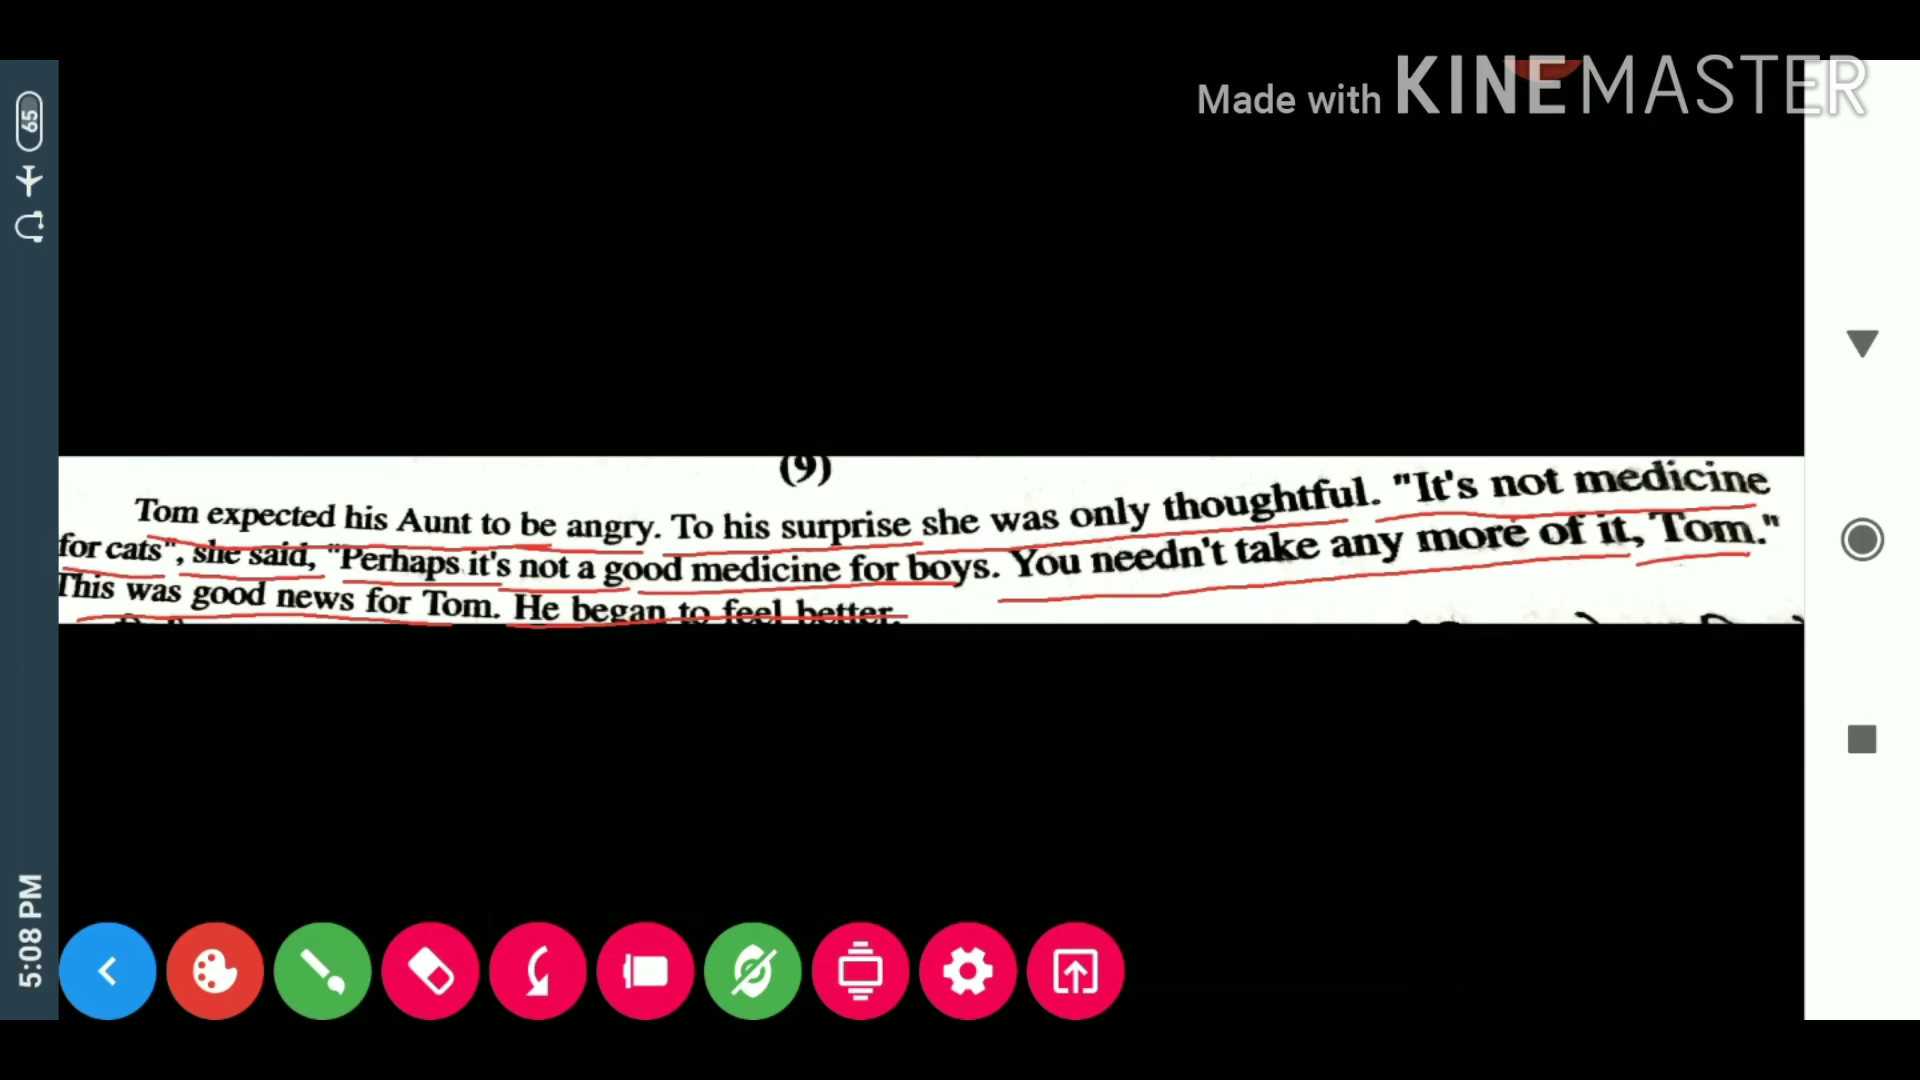 Made with KINEMASTER
65
(9)
Tom expected his Aunt to be angry. To his surprise she was only thoughtful. "It's not medicine
for cats", she said, "Perhaps it's not a good medicine for boys. You needn't take any more of it, Tom."
This was good news for Tom. He began to feel better.
5:08 PM